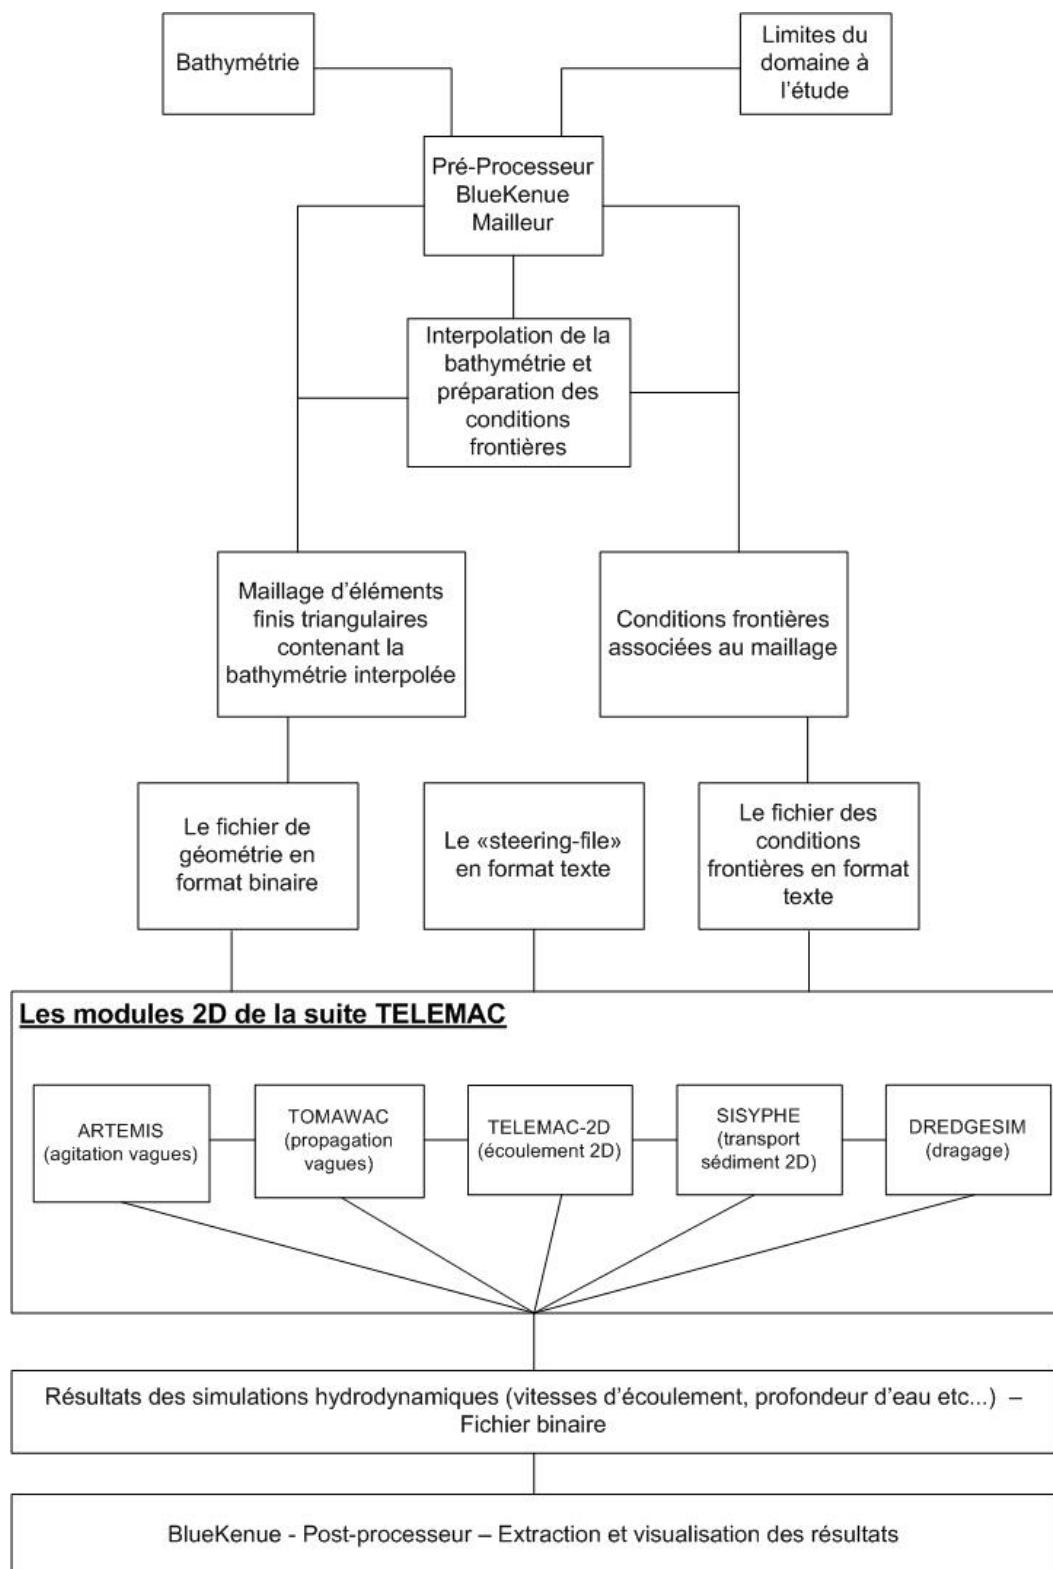 Bathymétrie
Limites du
domaine à
l'étude
Pré-Processeur
BlueKenue
Mailleur
Interpolation de la
bathymétrie et
préparation des
conditions
frontières
Maillage d'éléments
finis triangulaires
contenant la
bathymétrie interpolée
Conditions frontières
associées au maillage
Le fichier de
géométrie en
format binaire
Le «steering-file»
en format texte
Le fichier des
conditions
frontières en format
texte
Les modules 2D de la suite TELEMAC
ARTEMIS
(agitation vagues)
TOMAWAC
(propagation
vagues)
TELEMAC-2D
(écoulement 2D)
SISYPHE
(transport
sédiment 2D)
DREDGESIM
(dragage)
Résultats des simulations hydrodynamiques (vitesses d'écoulement, profondeur d'eau etc...) –
Fichier binaire
BlueKenue - Post-processeur – Extraction et visualisation des résultats